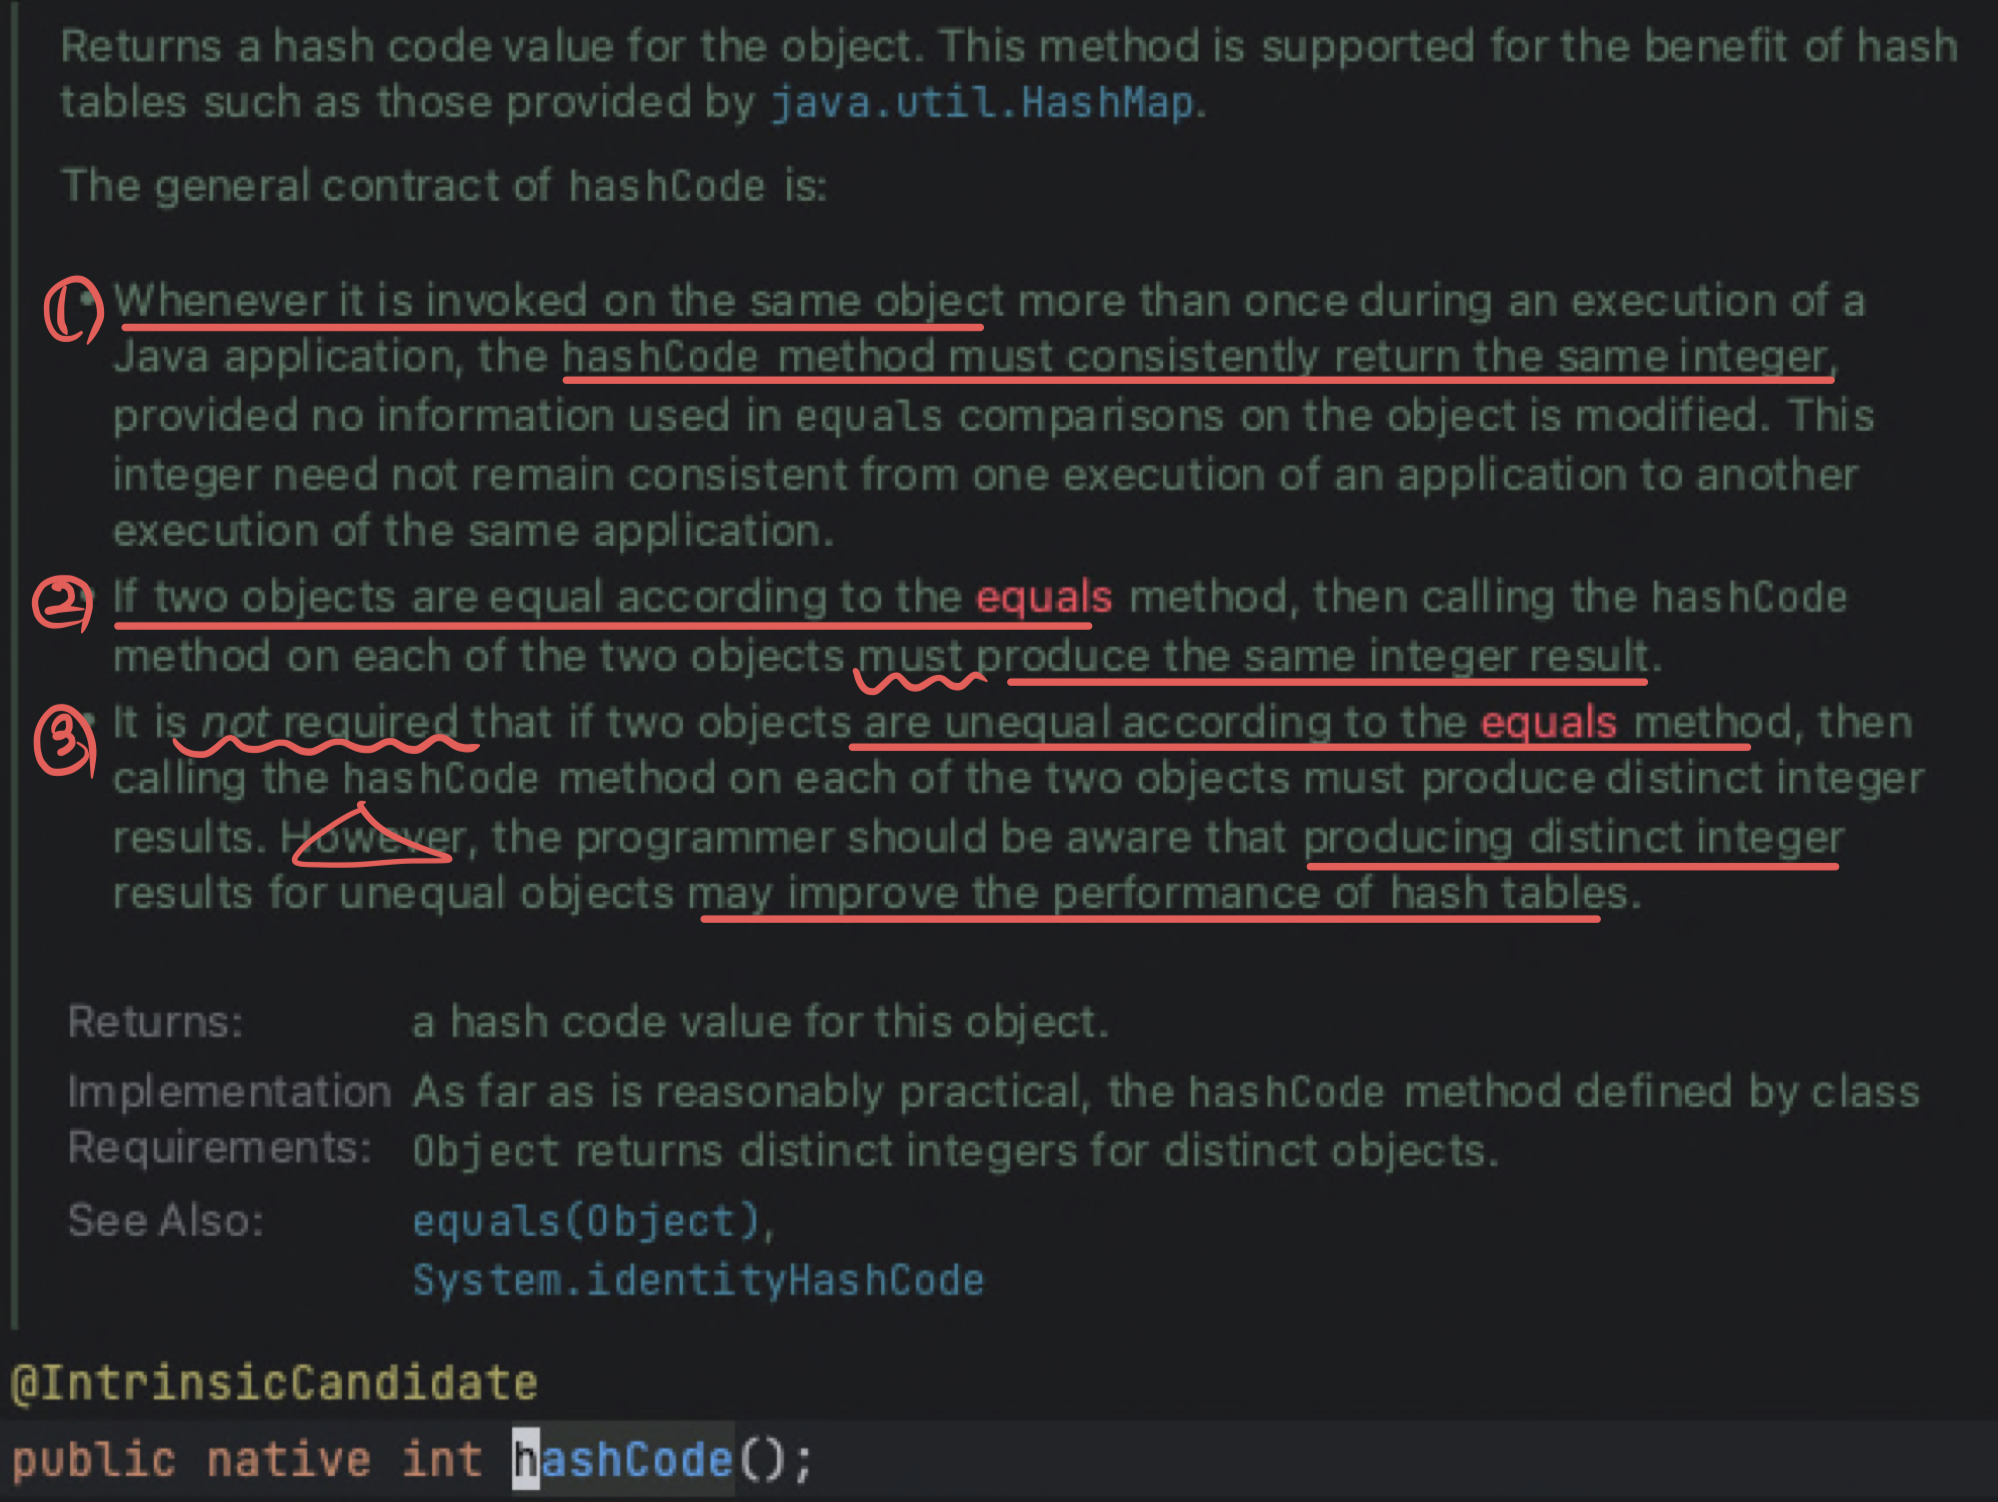 Returns a hash code value for the object. This method is supported for the benefit of hash
tables such as those provided by java.util.HashMap.
The general contract of hashCode is:
① • Whenever it is invoked on the same object more than once during an execution of a
Java application, the hashCode method must consistently return the same integer,
provided no information used in equals comparisons on the object is modified. This
integer need not remain consistent from one execution of an application to another
execution of the same application.
② • If two objects are equal according to the equals method, then calling the hashCode
method on each of the two objects must produce the same integer result.
③ • It is not required that if two objects are unequal according to the equals method, then
calling the hashCode method on each of the two objects must produce distinct integer
results. However, the programmer should be aware that producing distinct integer
results for unequal objects may improve the performance of hash tables.
Returns: a hash code value for this object.
Implementation As far as is reasonably practical, the hashCode method defined by class
Requirements: Object returns distinct integers for distinct objects.
See Also: equals(Object),
System.identityHashCode
@IntrinsicCandidate
public native int hashCode();